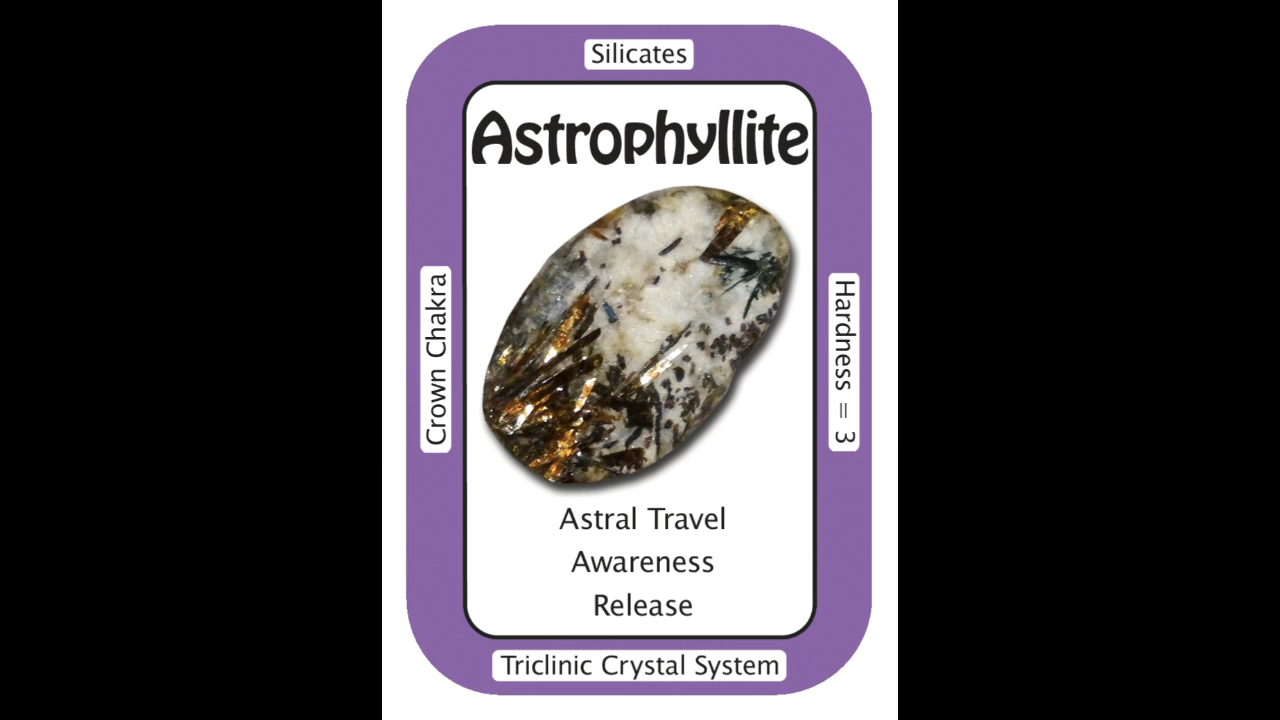 Silicates
Astrophyllite
Crown Chakra
Hardness = 3
Astral Travel
Awareness
Release
Triclinic Crystal System